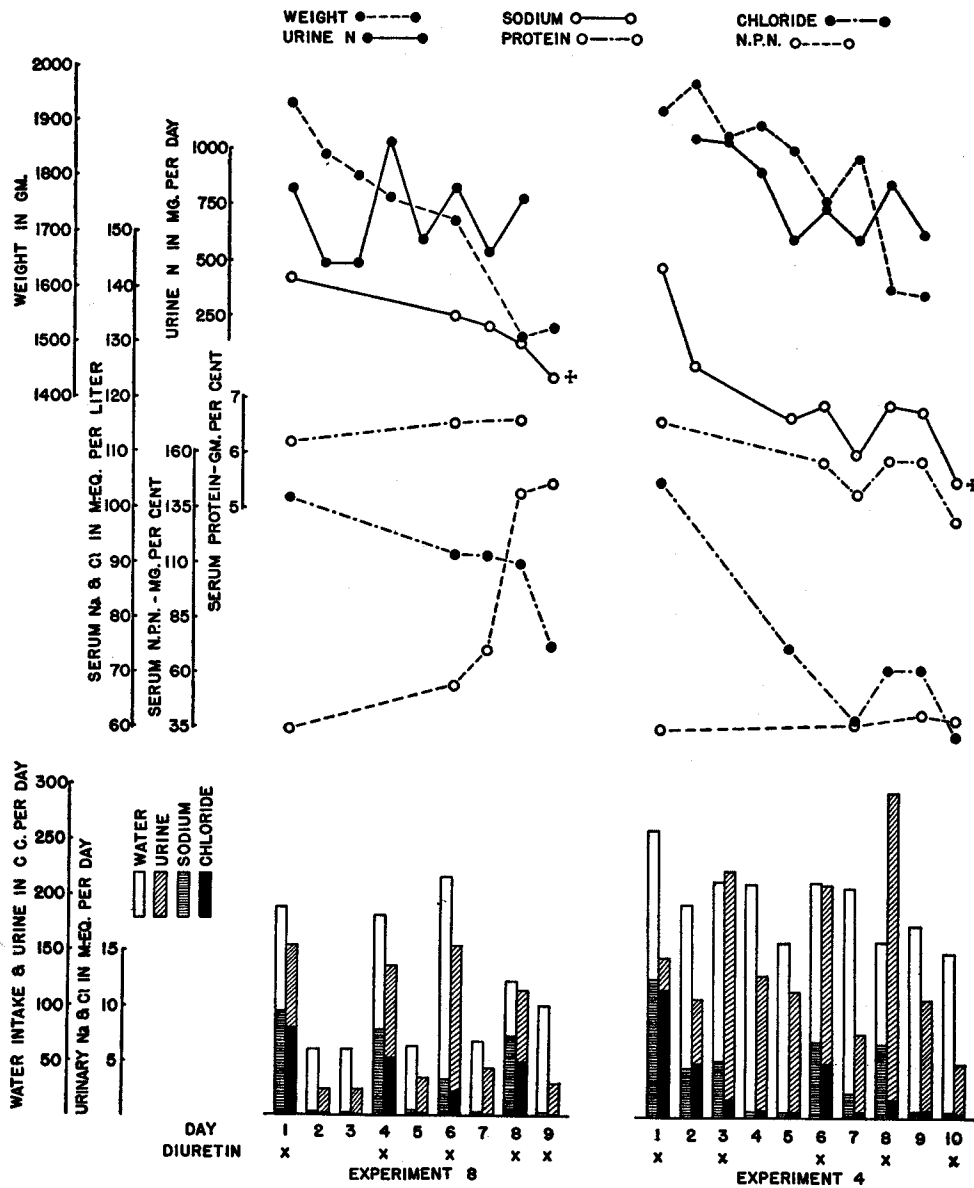 WEIGHT
SODIUM
CHLORIDE
URINE N
PROTEIN
N.P.N.
WEIGHT IN GM.
2000
1900
1800
1700
1600
1500
1400
URINE N IN MG. PER DAY
1000
750
500
250
SERUM Na & Cl IN M-EQ. PER LITER
150
140
130
120
110
100
90
80
70
60
SERUM N.P.N. - MG. PER CENT
160
135
110
85
60
35
SERUM PROTEIN - GM. PER CENT
7
6
5
WATER INTAKE & URINE IN C C. PER DAY
300
250
200
150
100
50
URINARY Na & Cl IN M-EQ. PER DAY
15
10
5
WATER
URINE
SODIUM
CHLORIDE
DAY 1 2 3 4 5 6 7 8 9 1 2 3 4 5 6 7 8 9 10
DIURETIN x x x x x x x x x x
EXPERIMENT 8
EXPERIMENT 4